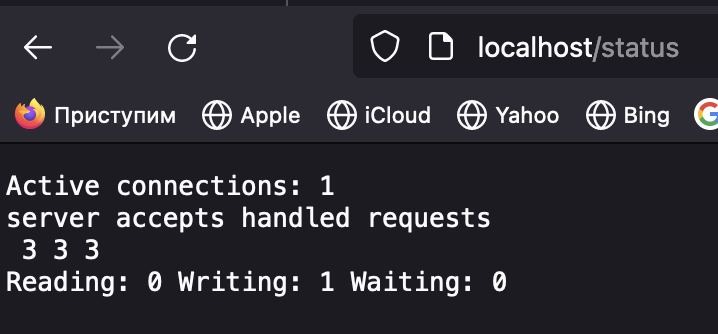 localhost/status
Приступим Apple iCloud Yahoo Bing
Active connections: 1
server accepts handled requests
 3 3 3
Reading: 0 Writing: 1 Waiting: 0